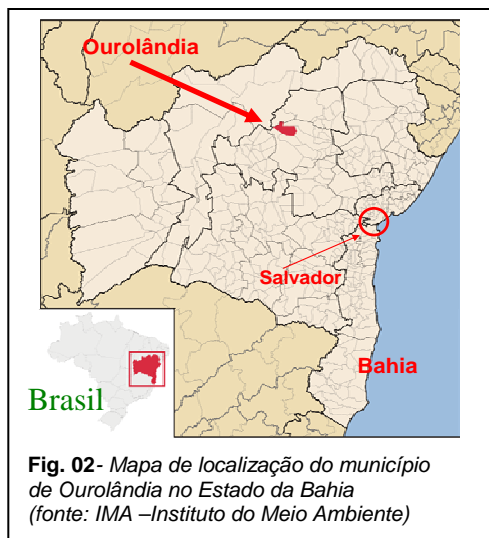 Ourolândia
Salvador
Bahia
Brasil
Fig. 02- Mapa de localização do município
de Ourolândia no Estado da Bahia
(fonte: IMA –Instituto do Meio Ambiente)